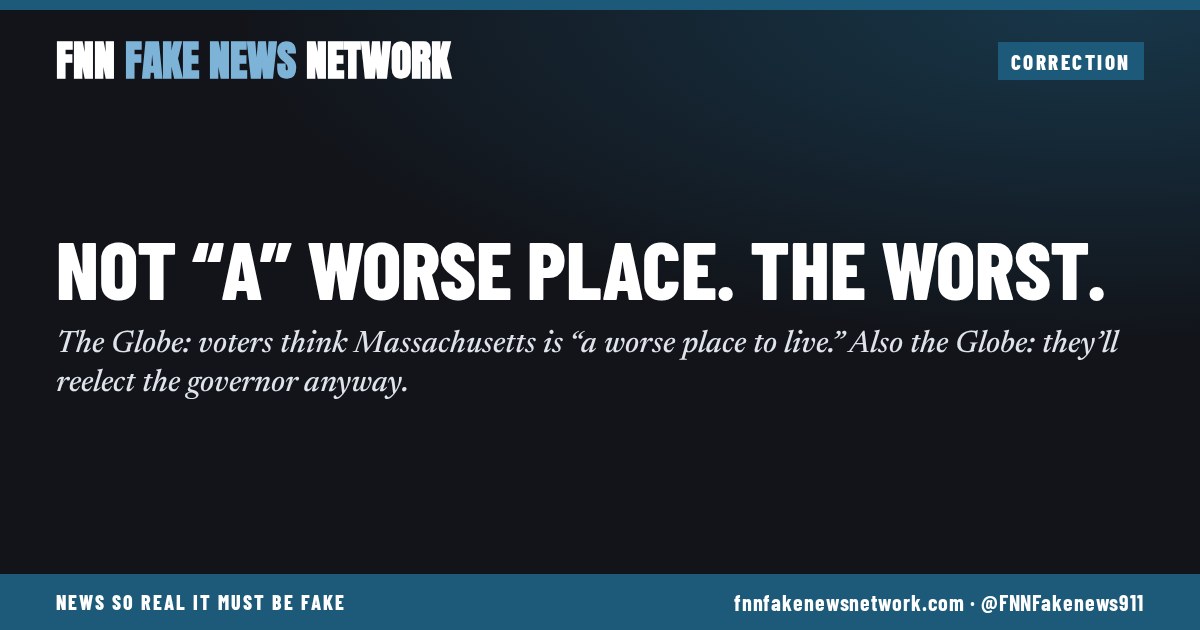 FNN FAKE NEWS NETWORK
CORRECTION
NOT “A” WORSE PLACE. THE WORST.
The Globe: voters think Massachusetts is “a worse place to live.” Also the Globe: they’ll
reelect the governor anyway.
NEWS SO REAL IT MUST BE FAKE
fnnfakenewsnetwork.com · @FNNFakenews911